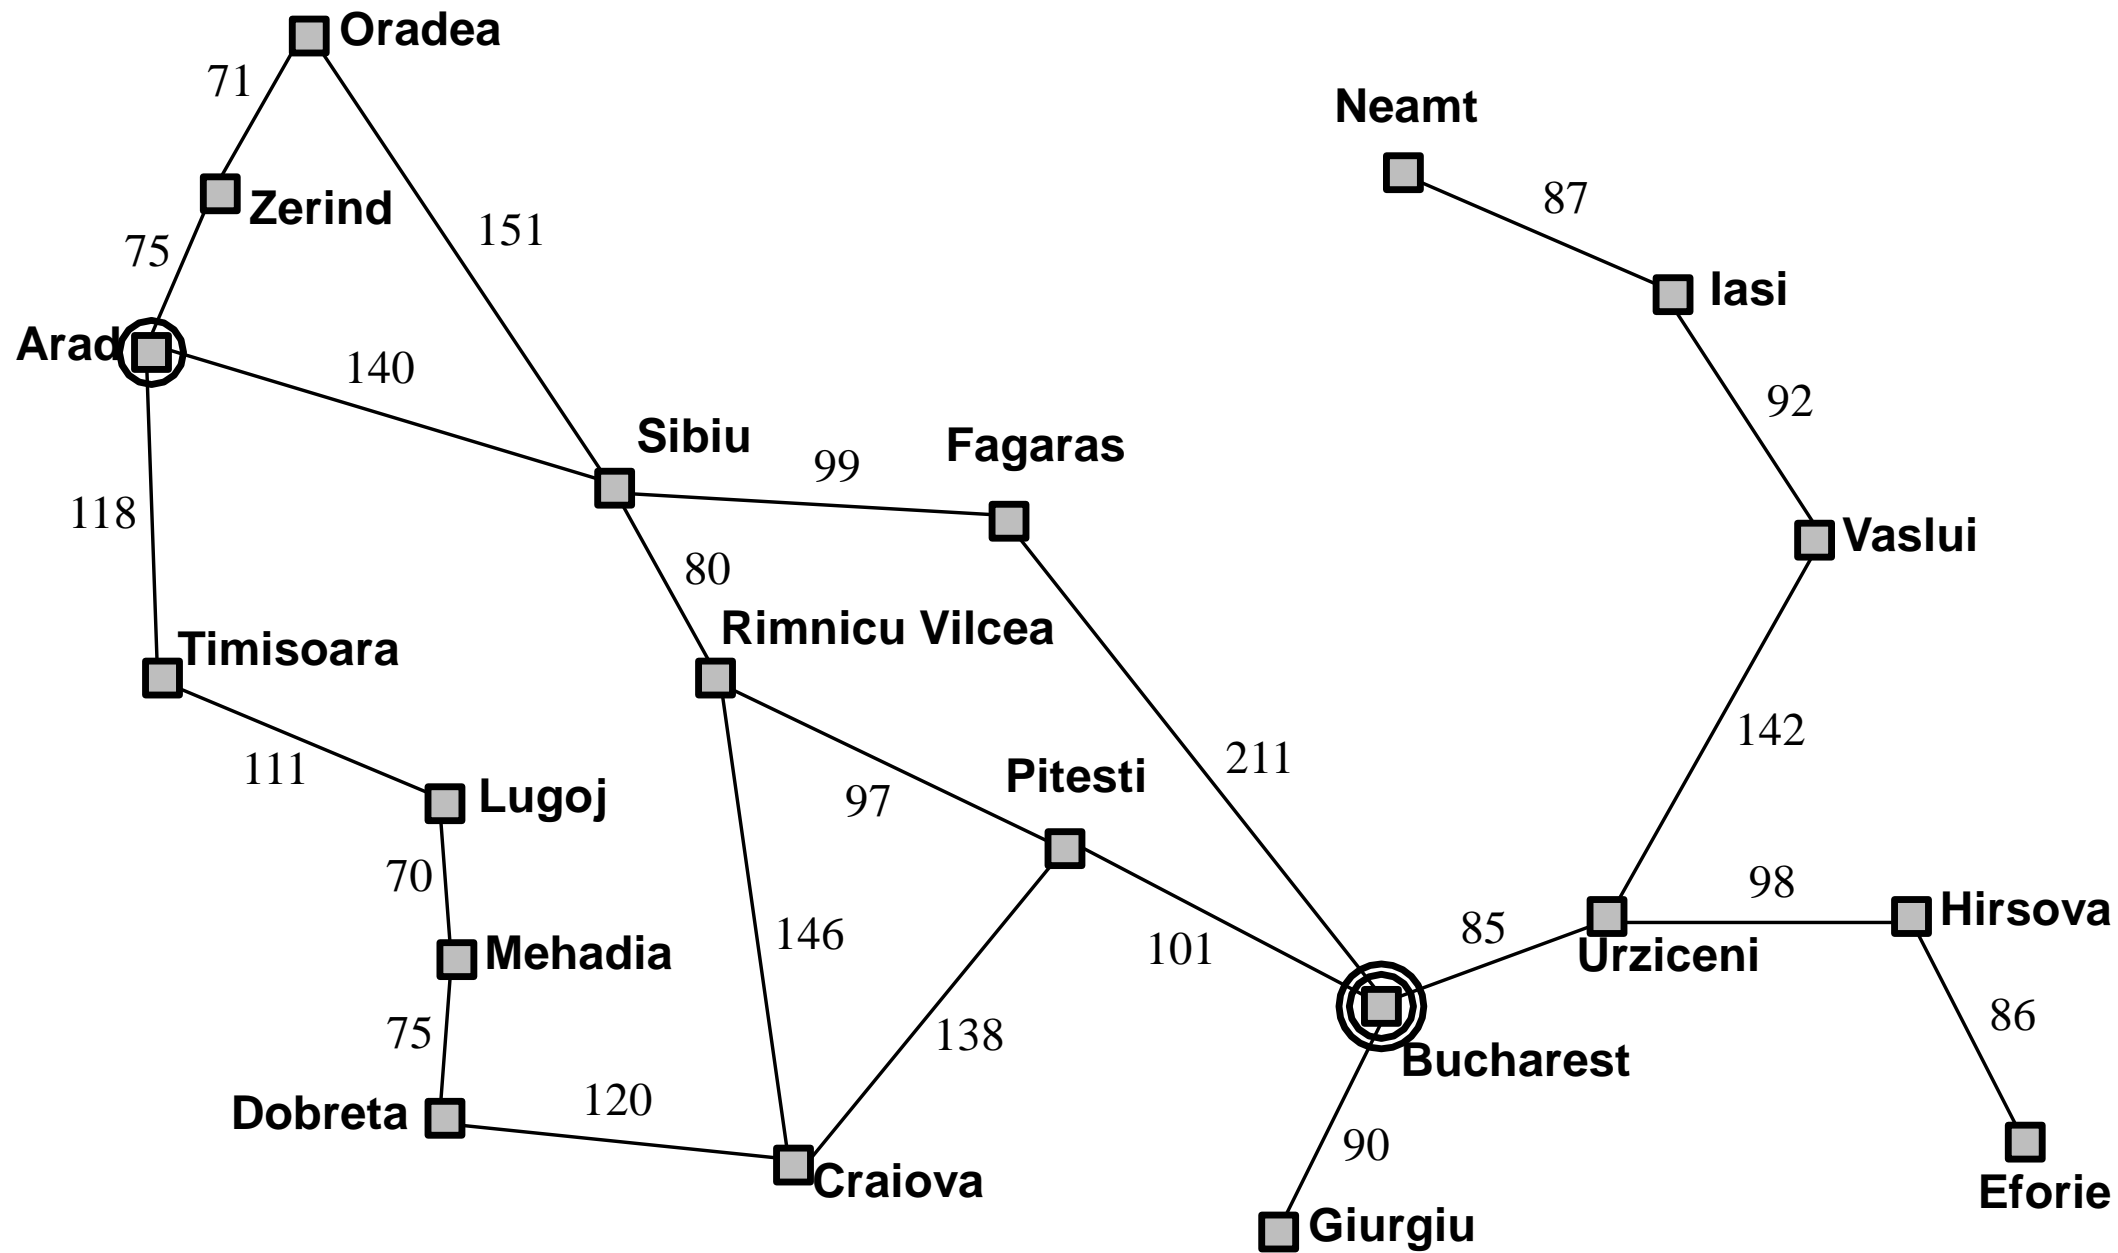 Oradea
71
Neamt
87
Zerind
151
75
Iasi
Arad
140
92
Sibiu
Fagaras
99
118
Vaslui
80
Rimnicu Vilcea
Timisoara
142
211
111
Pitesti
Lugoj
97
70
98
Hirsova
85
146
101
Urziceni
Mehadia
86
75
138
Bucharest
120
Dobreta
90
Craiova
Eforie
Giurgiu